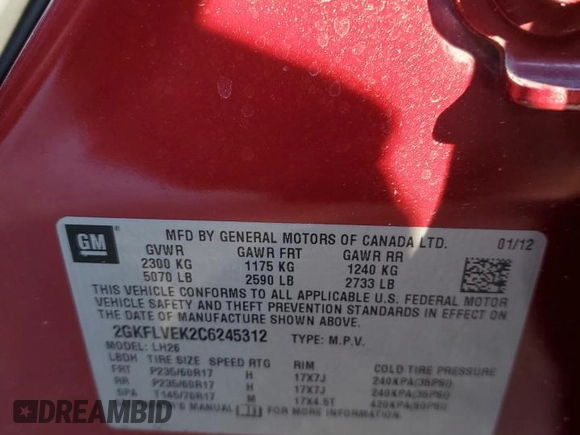 GM
MFD BY GENERAL MOTORS OF CANADA LTD. 01/12
GVWR GAWR FRT GAWR RR
2300 KG 1175 KG 1240 KG
5070 LB 2590 LB 2733 LB
THIS VEHICLE CONFORMS TO ALL APPLICABLE U.S. FEDERAL MOTOR
VEHICLE SAFETY AND THEFT PREVENTION STANDARDS IN EFFECT ON
THE DATE OF MANUFACTURE SHOWN ABOVE.
2GKFLVEK2C6245312 TYPE: M.P.V.
MODEL: LH26
LBDH TIRE SIZE SPEED RTG RIM
FRT P235/60R17 H 17X7J 240KPA(35PSI)
RR P235/60R17 H 17X7J 240KPA(35PSI)
SPA T145/70R17 M 17X4.5T 420KPA(60PSI)
MANUAL FOR ADDITIONAL INFORMATION
DREAMBID